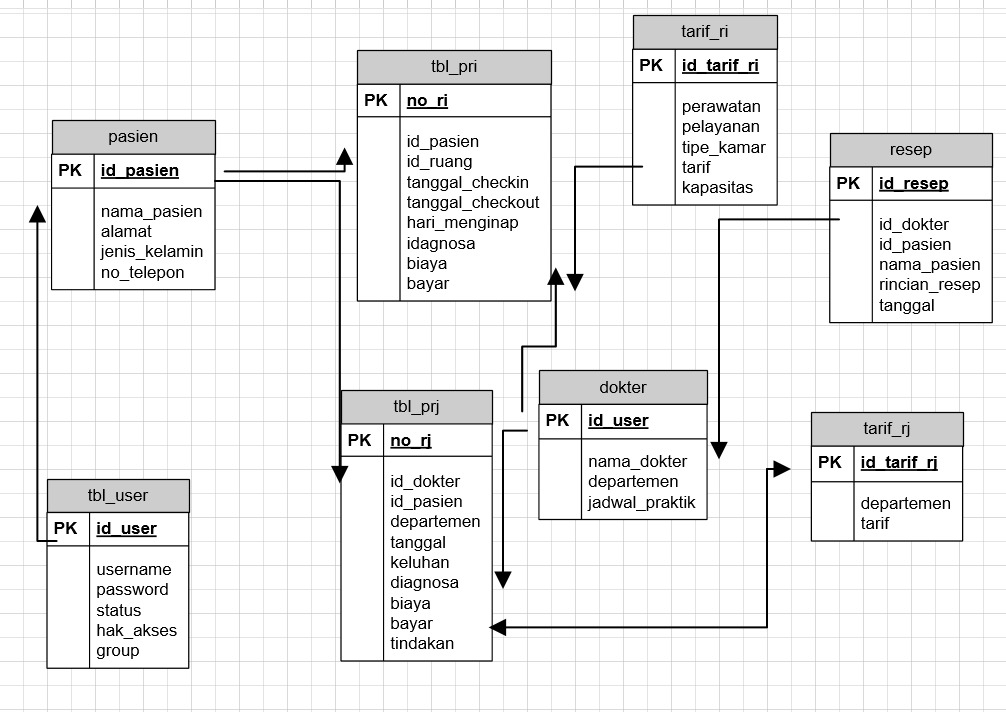 tarif_ri
PK id_tarif_ri
perawatan
pelayanan
tipe_kamar
tarif
kapasitas
tbl_pri
PK no_ri
id_pasien
id_ruang
tanggal_checkin
tanggal_checkout
hari_menginap
idagnosa
biaya
bayar
pasien
PK id_pasien
nama_pasien
alamat
jenis_kelamin
no_telepon
resep
PK id_resep
id_dokter
id_pasien
nama_pasien
rincian_resep
tanggal
dokter
PK id_user
nama_dokter
departemen
jadwal_praktik
tbl_prj
PK no_rj
id_dokter
id_pasien
departemen
tanggal
keluhan
diagnosa
biaya
bayar
tindakan
tarif_rj
PK id_tarif_rj
departemen
tarif
tbl_user
PK id_user
username
password
status
hak_akses
group